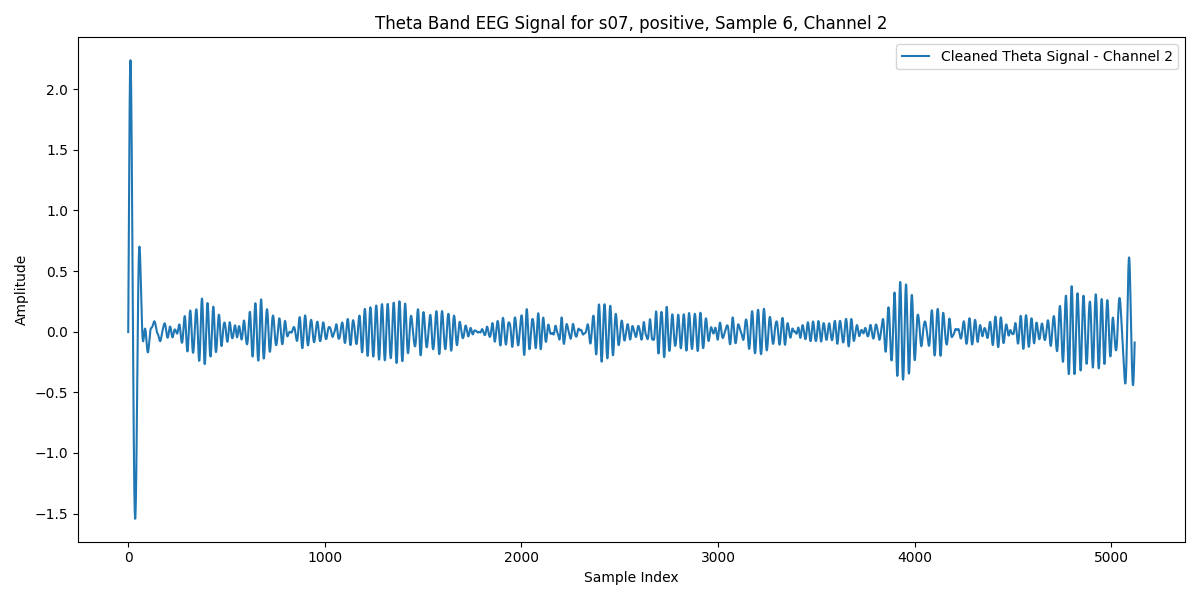 Theta Band EEG Signal for s07, positive, Sample 6, Channel 2
Cleaned Theta Signal - Channel 2
Amplitude
2.0
1.5
1.0
0.5
0.0
−0.5
−1.0
−1.5
0 1000 2000 3000 4000 5000
Sample Index